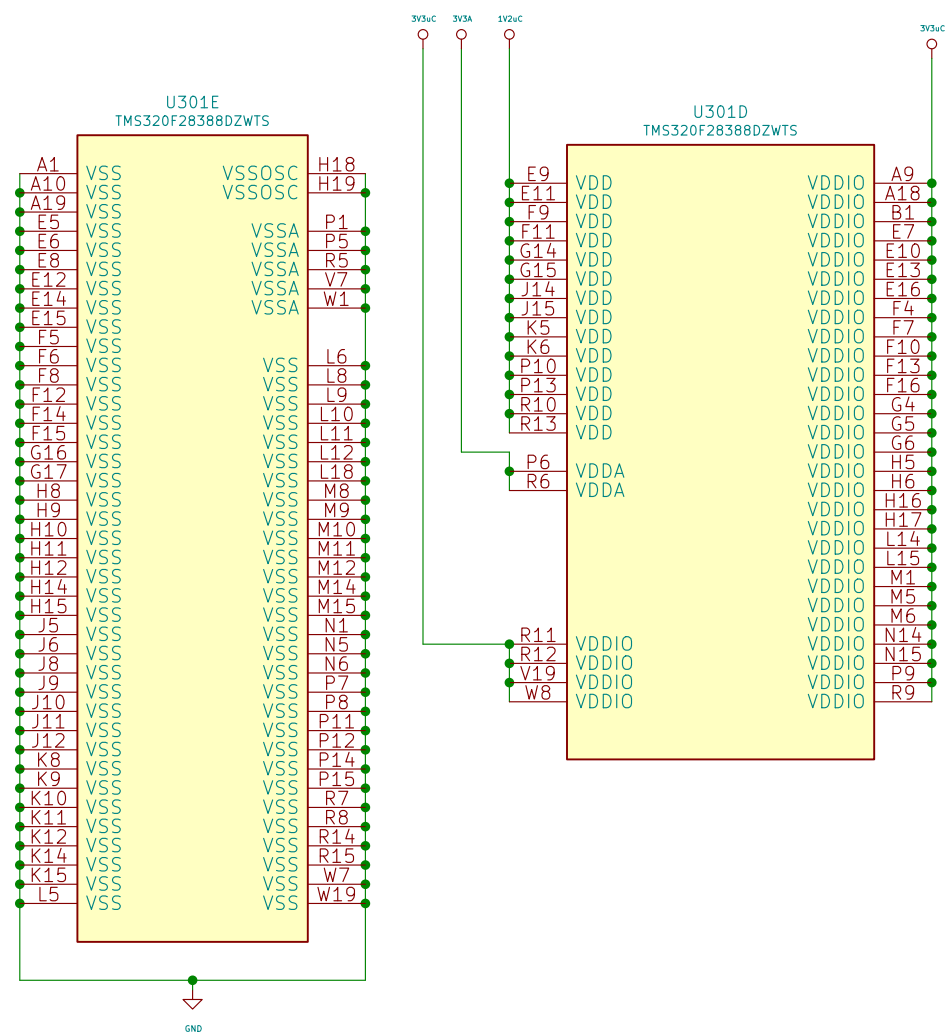 3V3uC 3V3A 1V2uC 3V3uC
U301E
TMS320F28388DZWTS
A1 VSS VSSOSC H18
A10 VSS VSSOSC H19
A19 VSS
E5 VSS VSSA P1
E6 VSS VSSA P5
E8 VSS VSSA R5
E12 VSS VSSA V7
E14 VSS VSSA W1
E15 VSS
F5 VSS
F6 VSS VSS L6
F8 VSS VSS L8
F12 VSS VSS L9
F14 VSS VSS L10
F15 VSS VSS L11
G16 VSS VSS L12
G17 VSS VSS L18
H8 VSS VSS M8
H9 VSS VSS M9
H10 VSS VSS M10
H11 VSS VSS M11
H12 VSS VSS M12
H14 VSS VSS M14
H15 VSS VSS M15
J5 VSS VSS N1
J6 VSS VSS N5
J8 VSS VSS N6
J9 VSS VSS P7
J10 VSS VSS P8
J11 VSS VSS P11
J12 VSS VSS P12
K8 VSS VSS P14
K9 VSS VSS P15
K10 VSS VSS R7
K11 VSS VSS R8
K12 VSS VSS R14
K14 VSS VSS R15
K15 VSS VSS W7
L5 VSS VSS W19
GND
U301D
TMS320F28388DZWTS
E9 VDD VDDIO A9
E11 VDD VDDIO A18
F9 VDD VDDIO B1
F11 VDD VDDIO E7
G14 VDD VDDIO E10
G15 VDD VDDIO E13
J14 VDD VDDIO E16
J15 VDD VDDIO F4
K5 VDD VDDIO F7
K6 VDD VDDIO F10
P10 VDD VDDIO F13
P13 VDD VDDIO F16
R10 VDD VDDIO G4
R13 VDD VDDIO G5
VDDIO G6
P6 VDDA VDDIO H5
R6 VDDA VDDIO H6
VDDIO H16
VDDIO H17
VDDIO L14
VDDIO L15
VDDIO M1
VDDIO M5
VDDIO M6
R11 VDDIO VDDIO N14
R12 VDDIO VDDIO N15
V19 VDDIO VDDIO P9
W8 VDDIO VDDIO R9